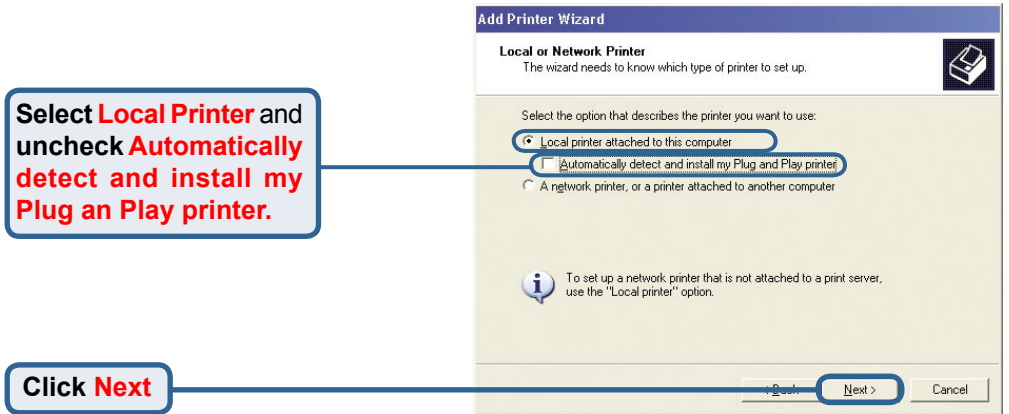 Add Printer Wizard
Local or Network Printer
The wizard needs to know which type of printer to set up.
Select Local Printer and
uncheck Automatically
detect and install my
Plug an Play printer.
Select the option that describes the printer you want to use:
Local printer attached to this computer
Automatically detect and install my Plug and Play printer
A network printer, or a printer attached to another computer
To set up a network printer that is not attached to a print server,
use the "Local printer" option.
Click Next
< Back
Next >
Cancel